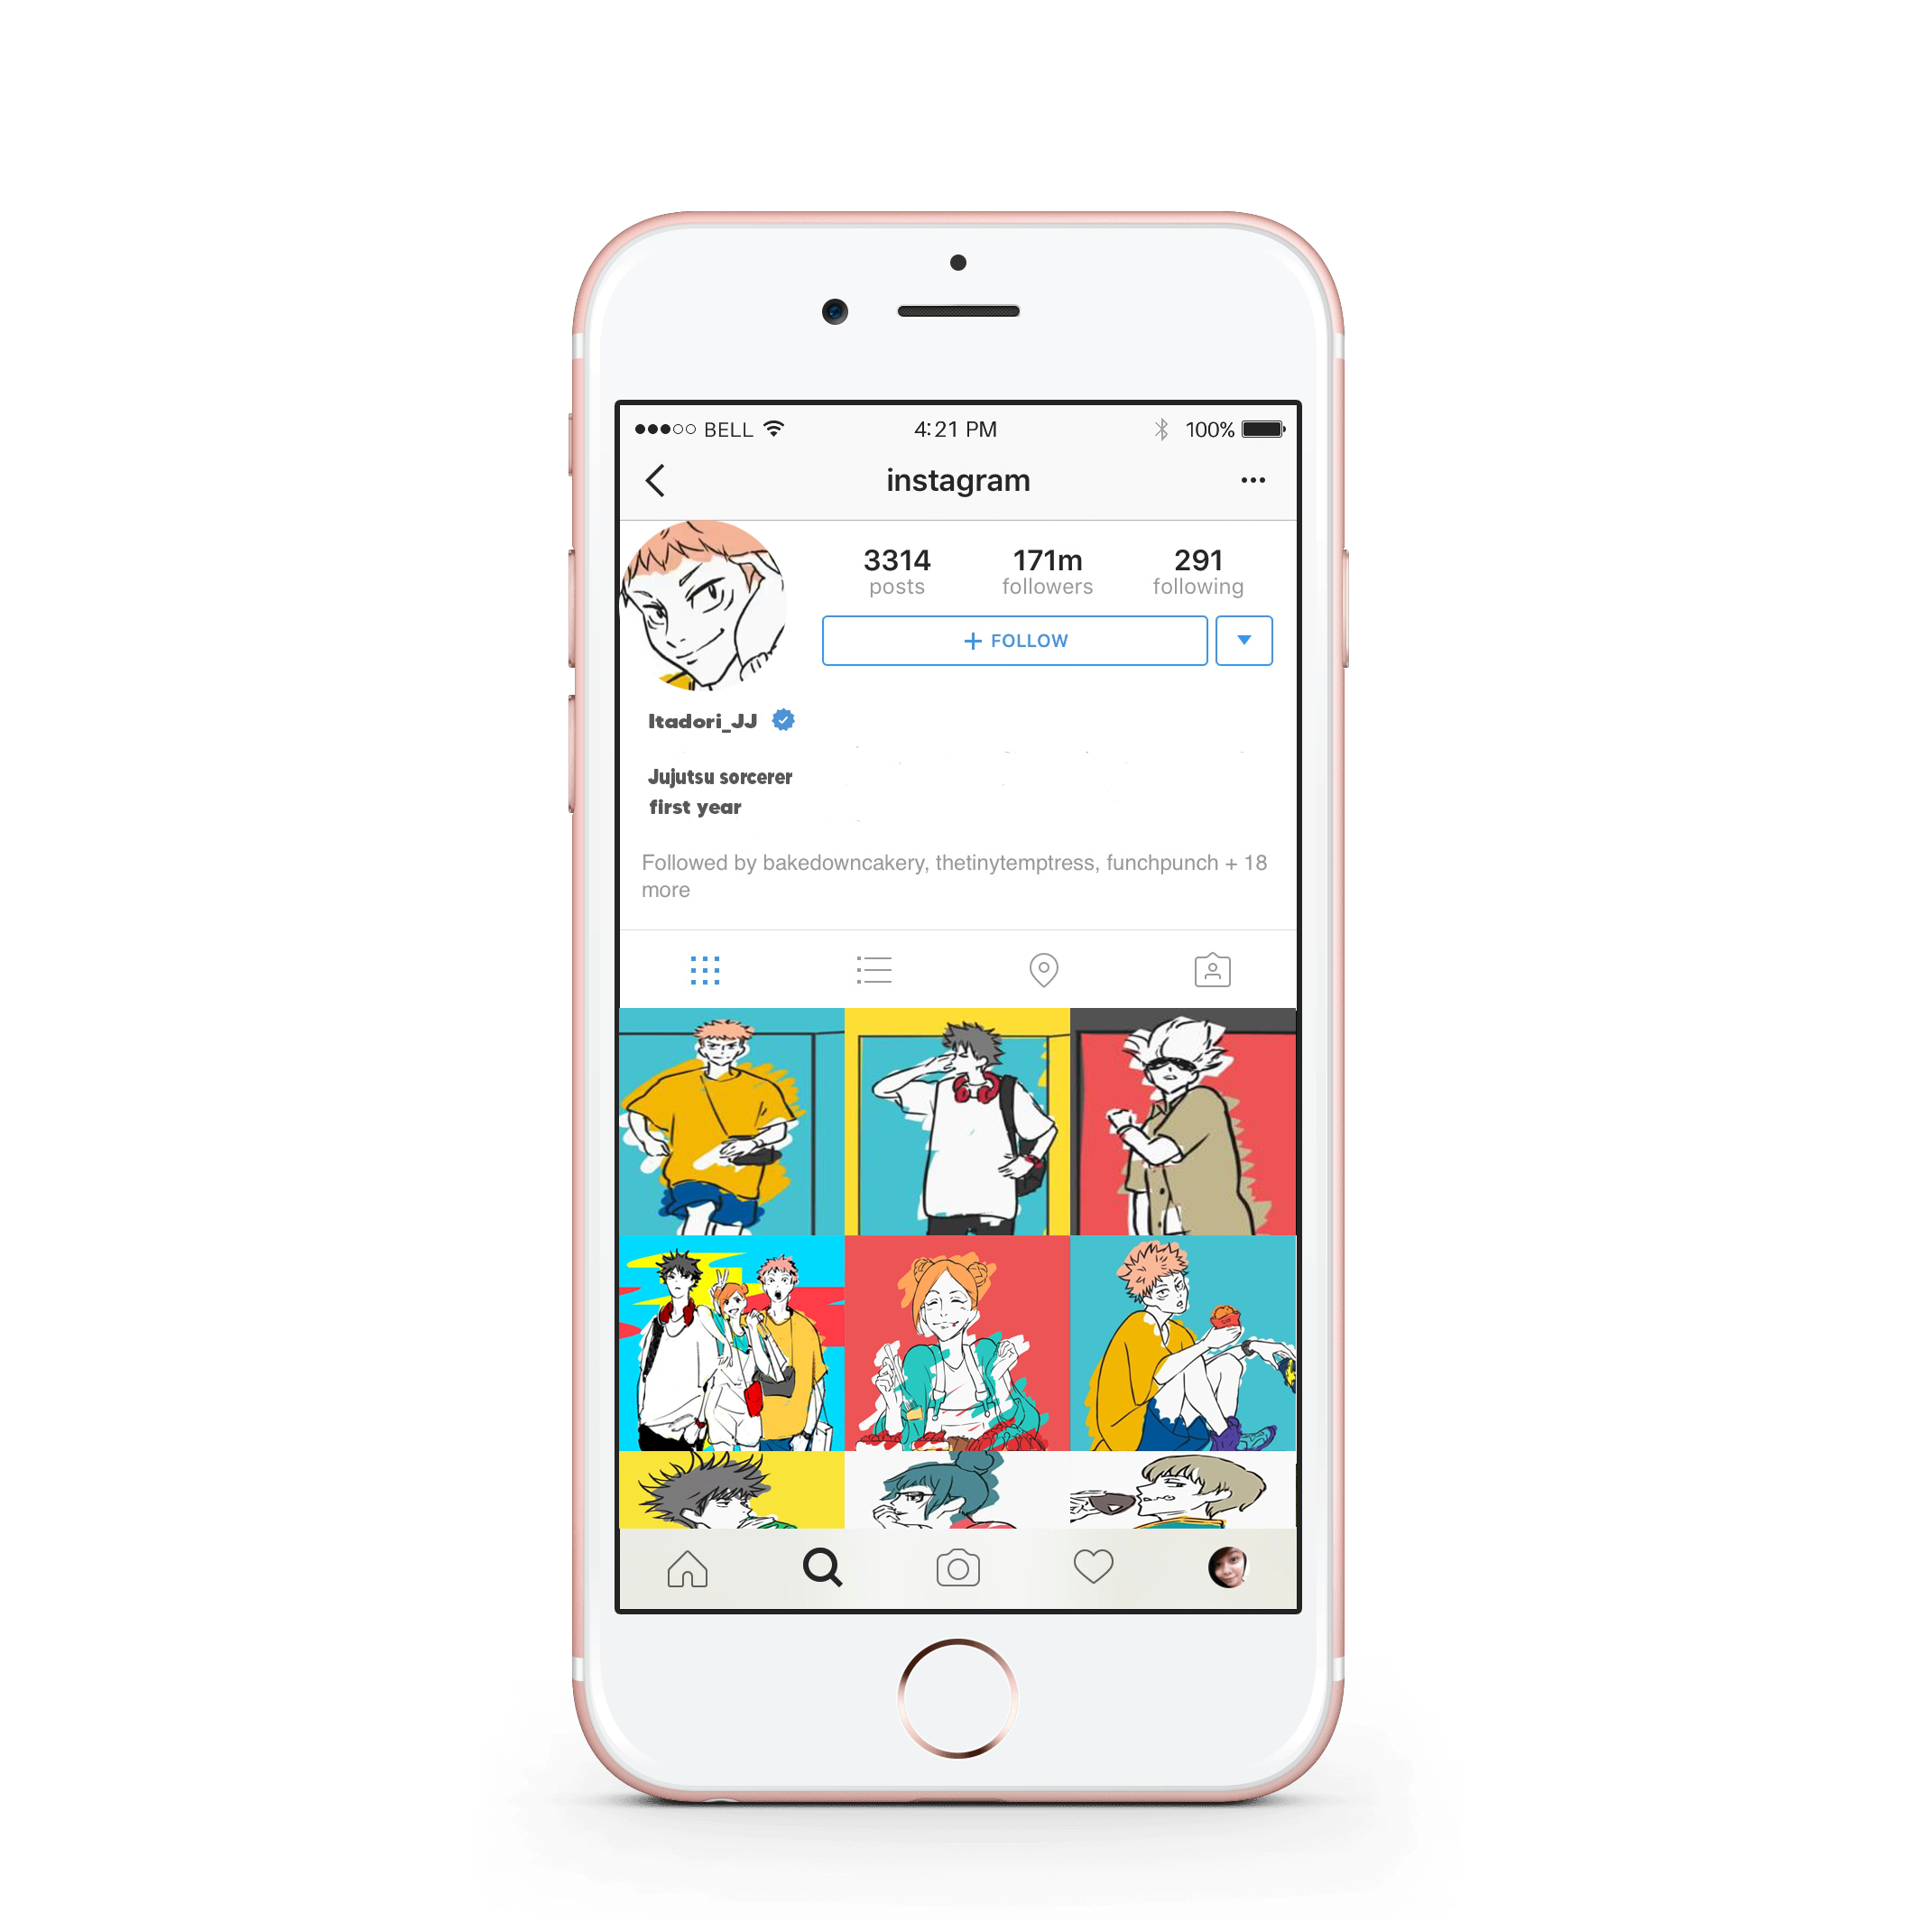 BELL 4:21 PM 100%
instagram
3314 171m 291
posts followers following
+ FOLLOW
Itadori_JJ
Jujutsu sorcerer
first year
Followed by bakedowncakery, thetinytemptress, funchpunch + 18
more